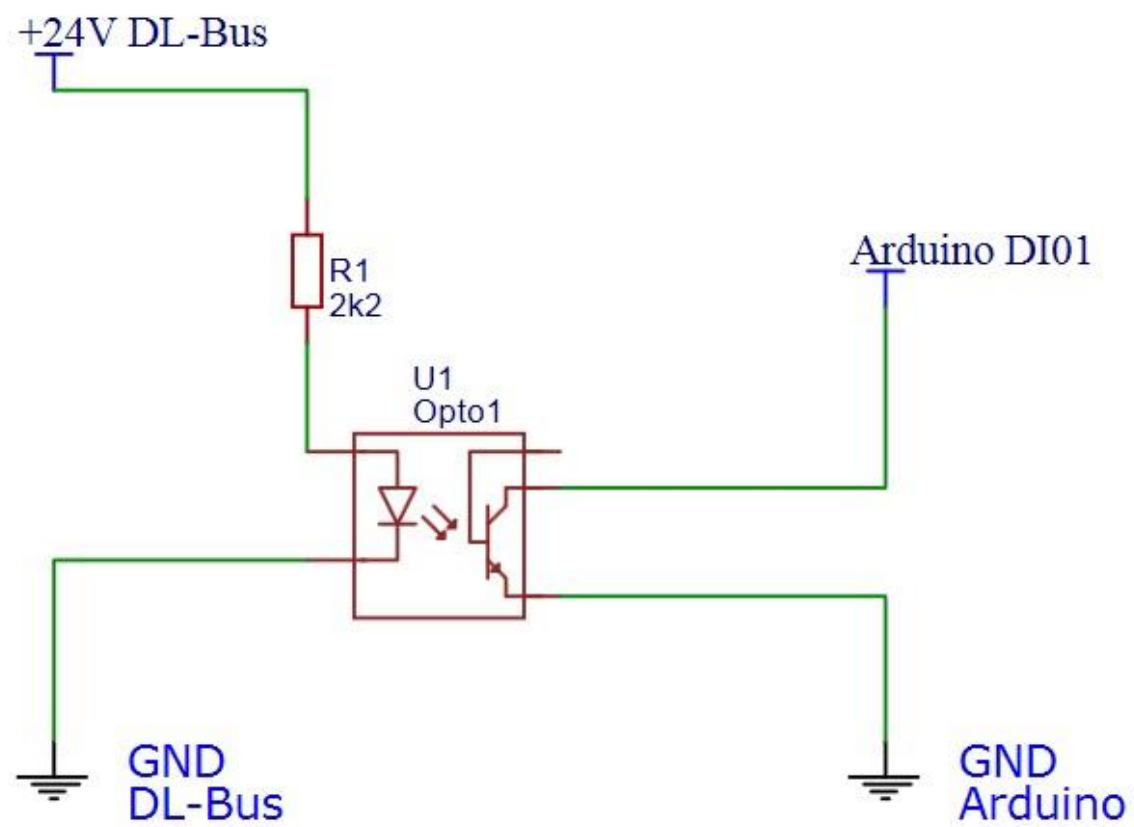 +24V DL-Bus
R1
2k2
Arduino DI01
U1
Opto1
GND
DL-Bus
GND
Arduino